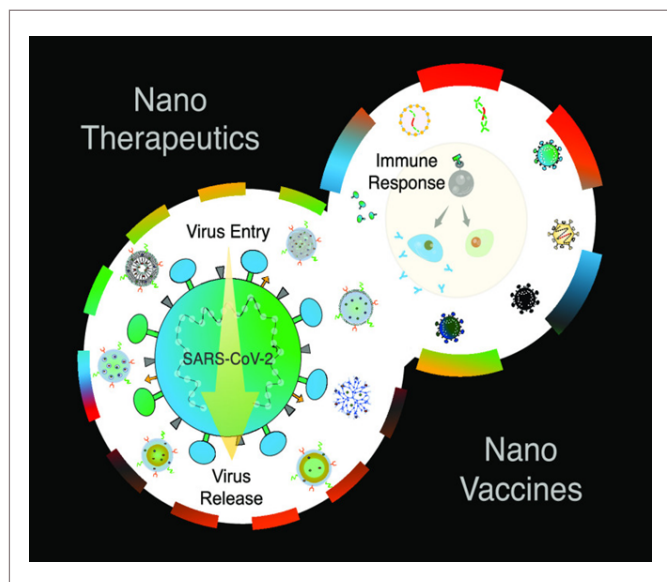 Nano
Therapeutics
Immune
Response
Virus Entry
SARS-CoV-2
Virus
Release
Nano
Vaccines